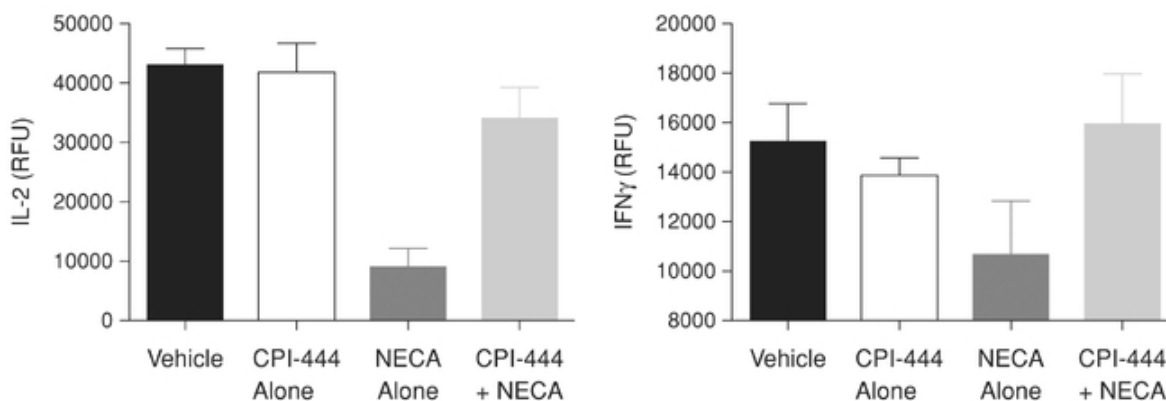 IL-2 (RFU)
50000
40000
30000
20000
10000
0
Vehicle
CPI-444
Alone
NECA
Alone
CPI-444
+ NECA
IFNγ (RFU)
20000
18000
16000
14000
12000
10000
8000
Vehicle
CPI-444
Alone
NECA
Alone
CPI-444
+ NECA